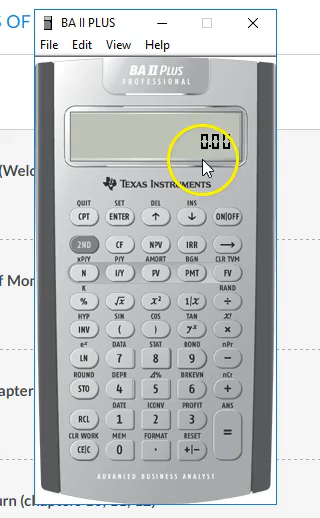 S OF
BA II PLUS
File Edit View Help
BA II PLUS
PROFESSIONAL
0.00
(Welc
TEXAS INSTRUMENTS
QUIT SET DEL INS
CPT ENTER ↑ ↓ ON|OFF
2ND CF NPV IRR →
xP/Y P/Y AMORT BGN CLR TVM
N I/Y PV PMT FV
f Mor
K RAND
% √x x² 1/x ÷
HYP SIN COS TAN x!
INV ( ) yˣ ×
eˣ DATA STAT BOND nPr
LN 7 8 9 −
ROUND DEPR Δ% BRKEVN nCr
STO 4 5 6 +
apter
DATE ICONV PROFIT ANS
RCL 1 2 3 =
CLR WORK MEM FORMAT RESET
CE|C 0 . +|−
ADVANCED BUSINESS ANALYST